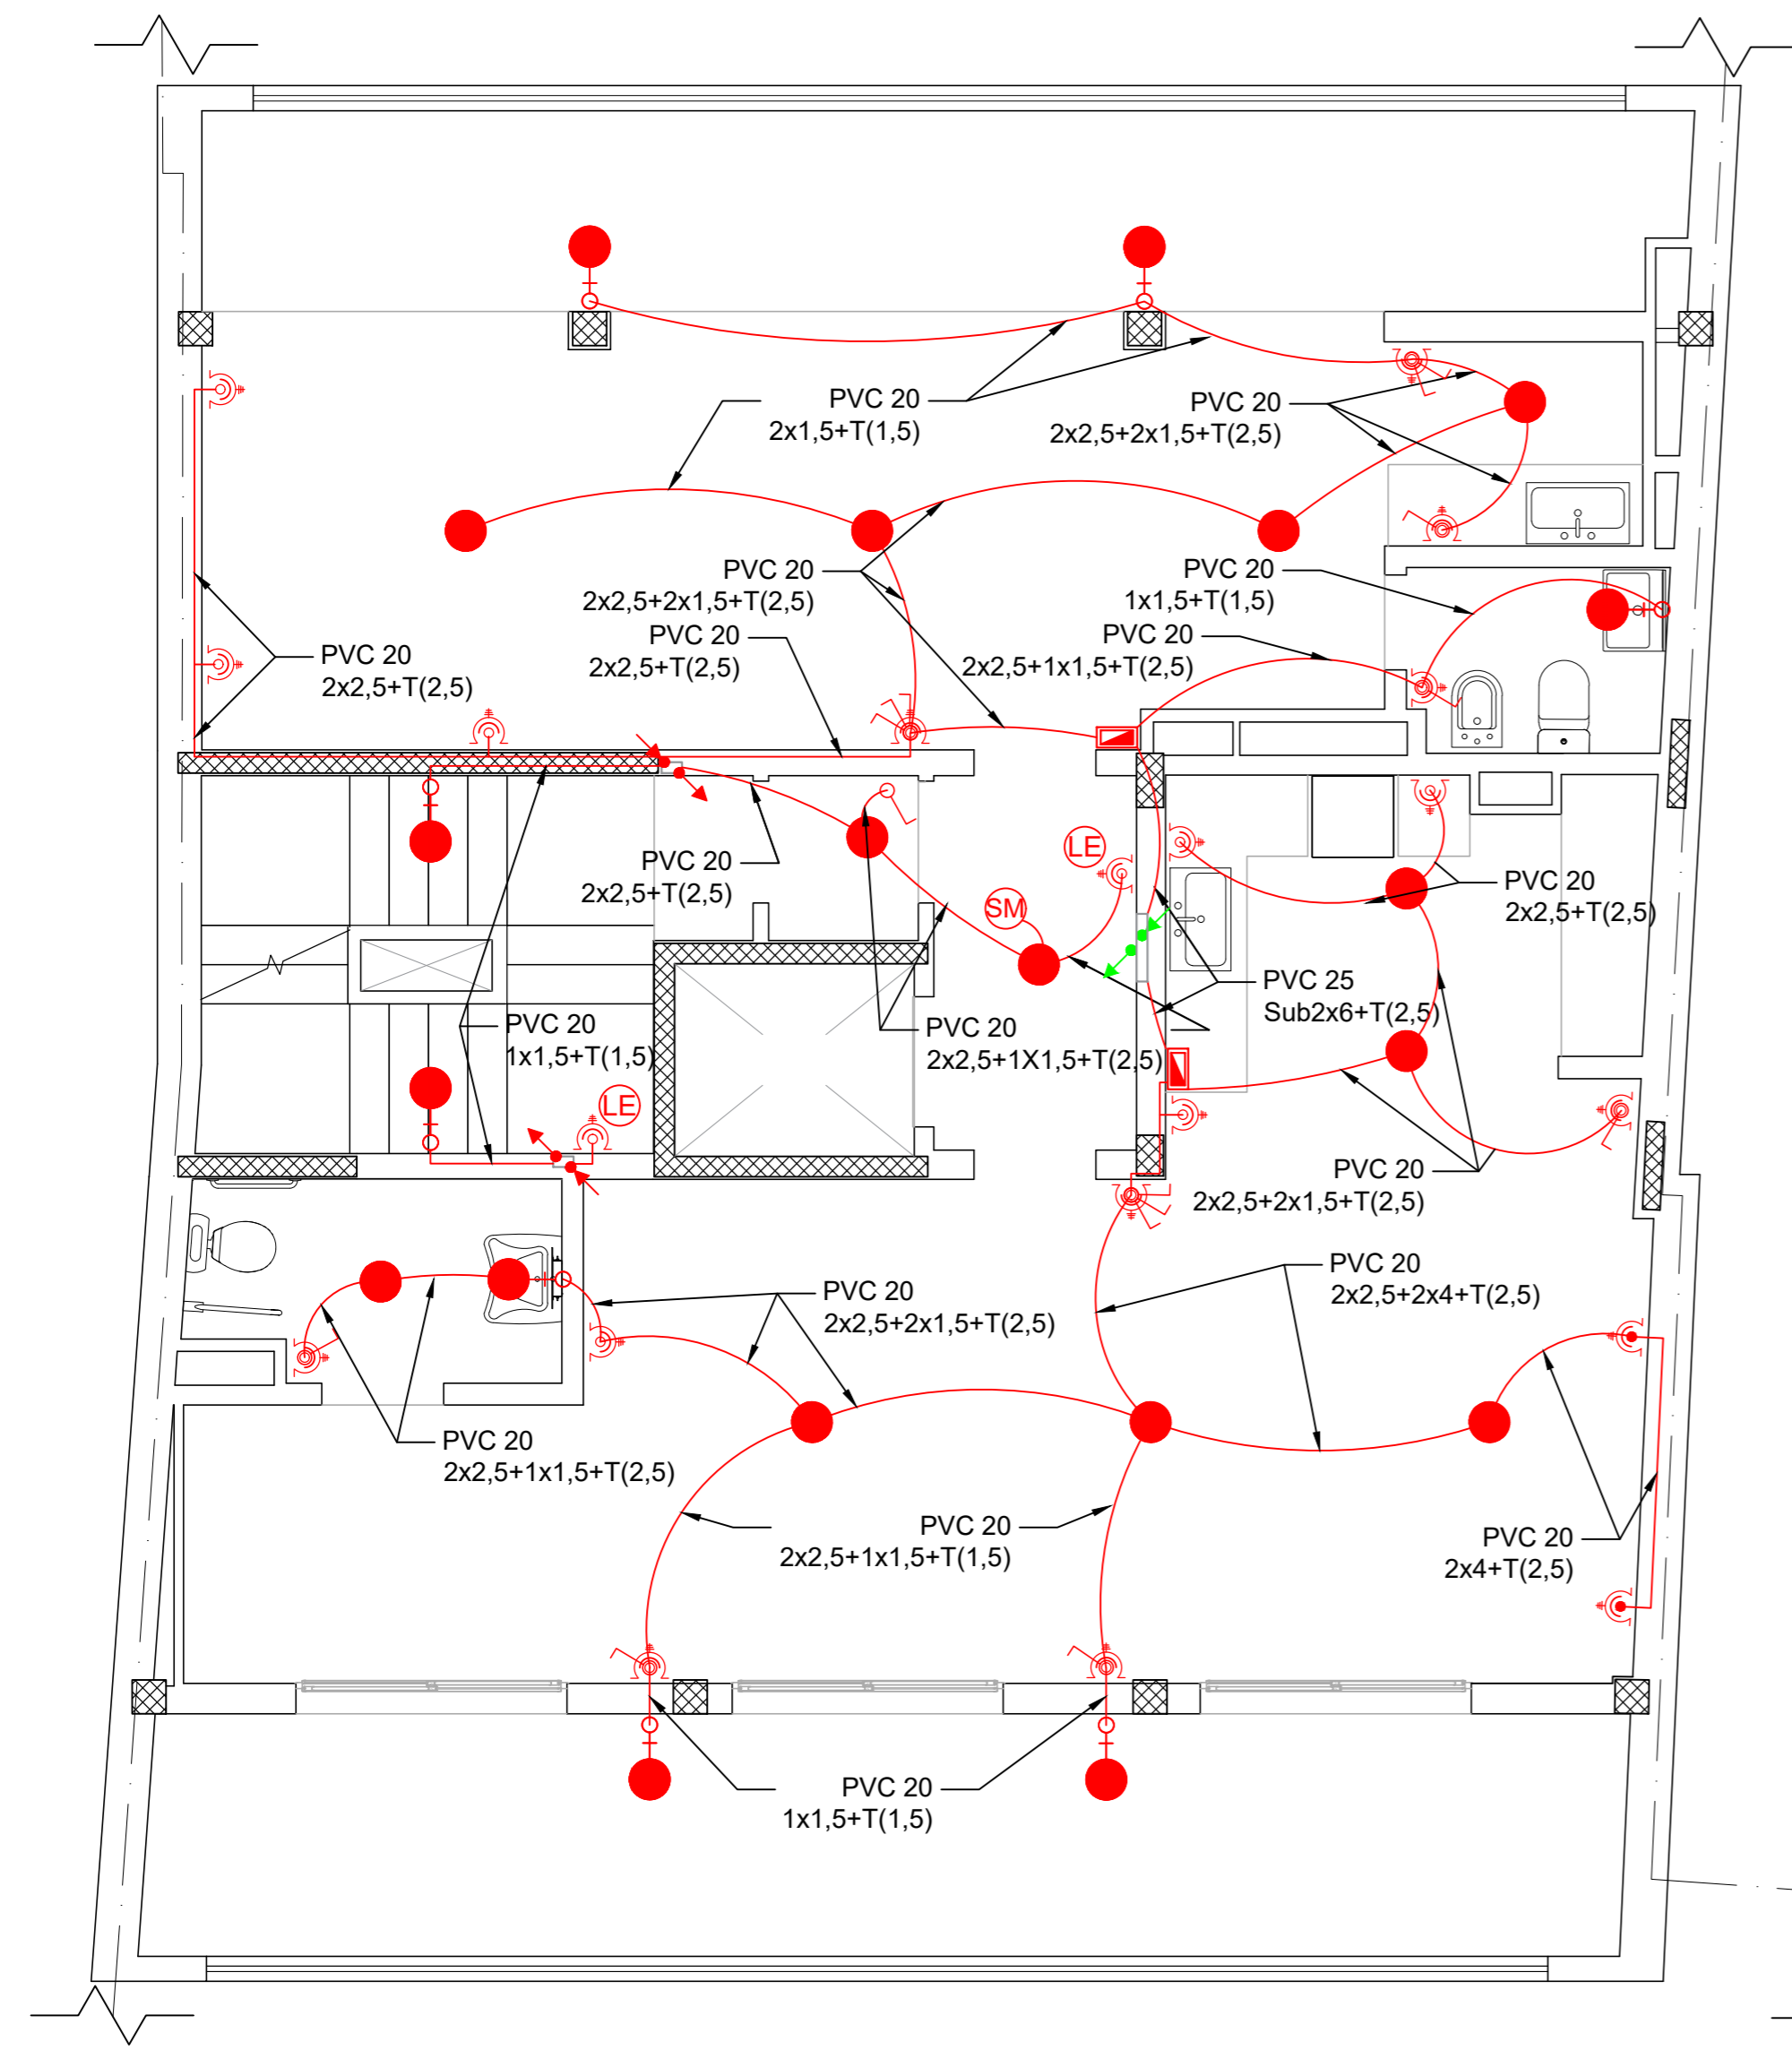 PVC 20
2x1,5+T(1,5)
PVC 20
2x2,5+2x1,5+T(2,5)
PVC 20
2x2,5+2x1,5+T(2,5)
PVC 20
1x1,5+T(1,5)
PVC 20
2x2,5+T(2,5)
PVC 20
2x2,5+1x1,5+T(2,5)
PVC 20
2x2,5+T(2,5)
PVC 20
2x2,5+T(2,5)
LE
PVC 20
2x2,5+T(2,5)
SM
PVC 25
Sub2x6+T(2,5)
PVC 20
1x1,5+T(1,5)
PVC 20
2x2,5+1X1,5+T(2,5)
LE
PVC 20
2x2,5+2x1,5+T(2,5)
PVC 20
2x2,5+2x4+T(2,5)
PVC 20
2x2,5+2x1,5+T(2,5)
PVC 20
2x2,5+1x1,5+T(2,5)
PVC 20
2x2,5+1x1,5+T(1,5)
PVC 20
2x4+T(2,5)
PVC 20
1x1,5+T(1,5)